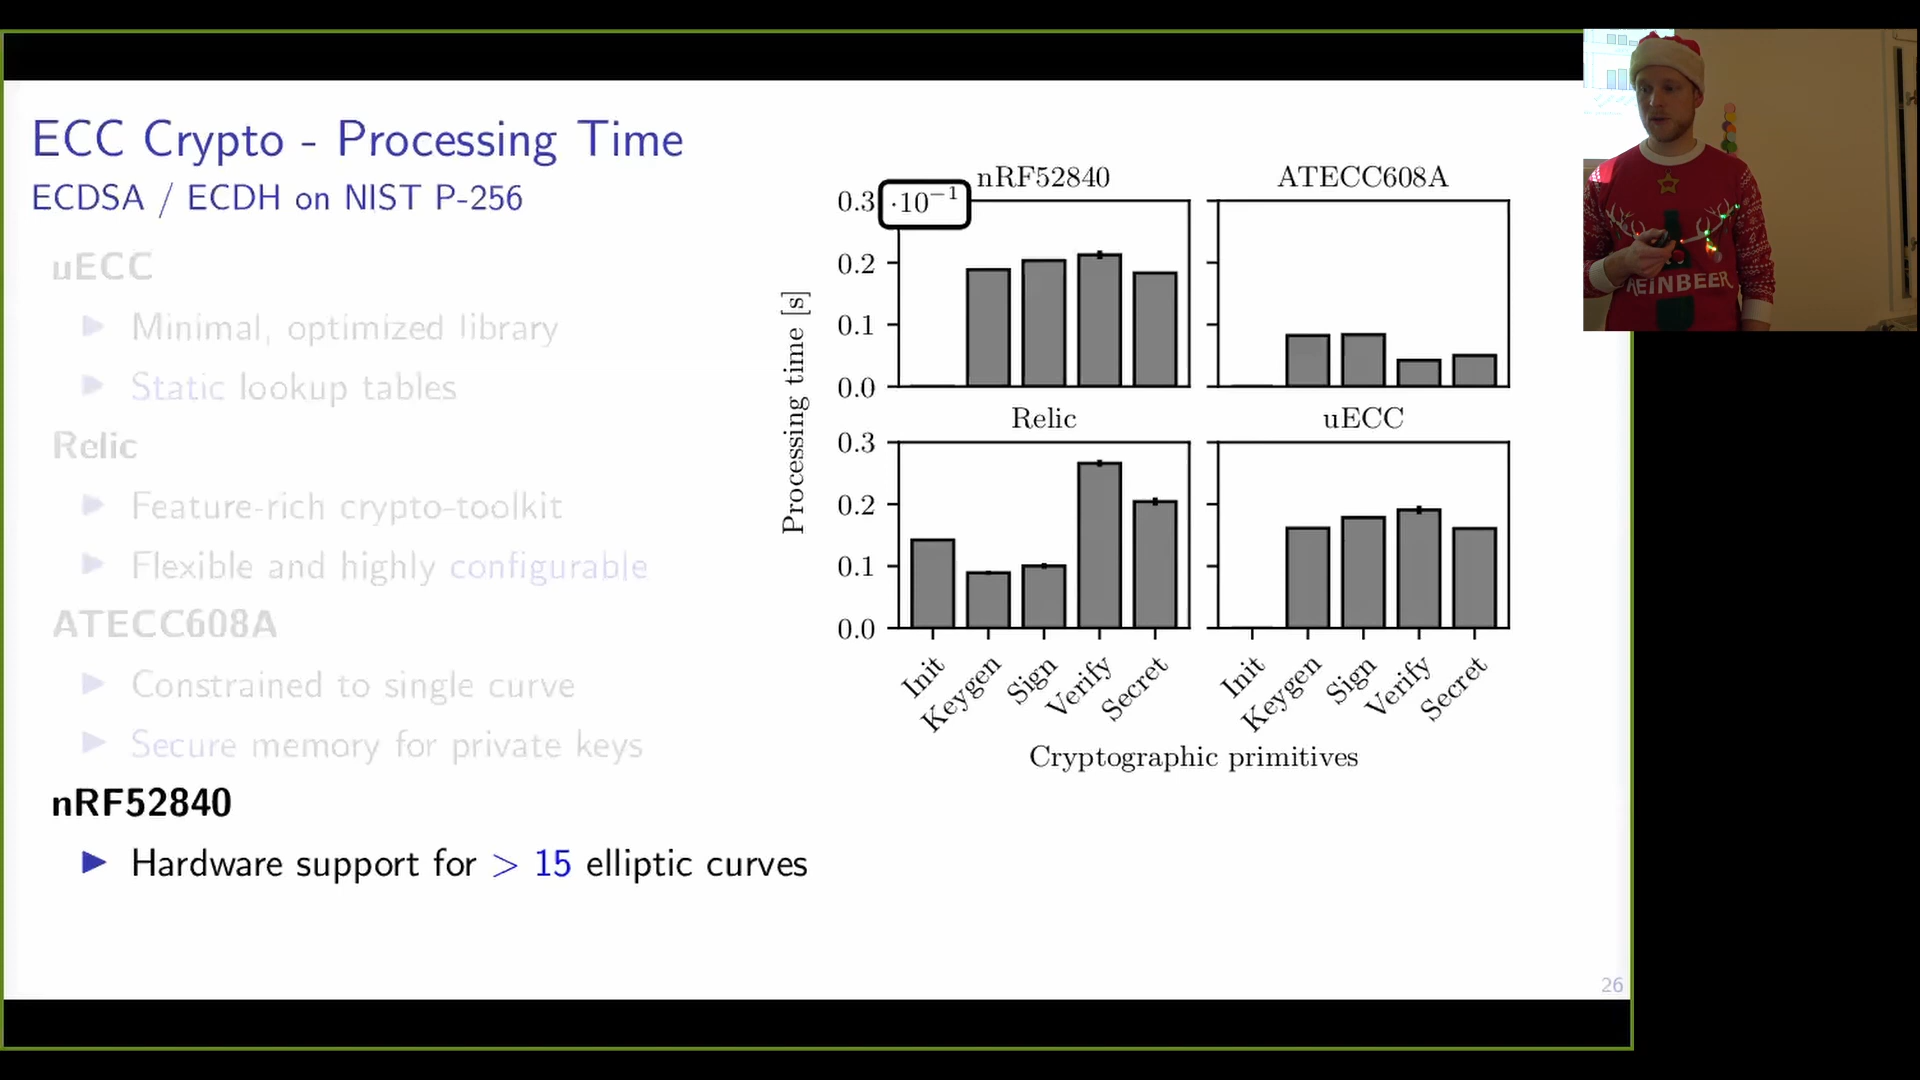 ECC Crypto - Processing Time
ECDSA / ECDH on NIST P-256
uECC
Minimal, optimized library
Static lookup tables
Relic
Feature-rich crypto-toolkit
Flexible and highly configurable
ATECC608A
Constrained to single curve
Secure memory for private keys
nRF52840
Hardware support for > 15 elliptic curves
nRF52840
ATECC608A
·10⁻¹
0.3
0.2
0.1
0.0
Relic
uECC
0.3
0.2
0.1
0.0
Processing time [s]
Init Keygen Sign Verify Secret
Init Keygen Sign Verify Secret
Cryptographic primitives
26
REINBEER